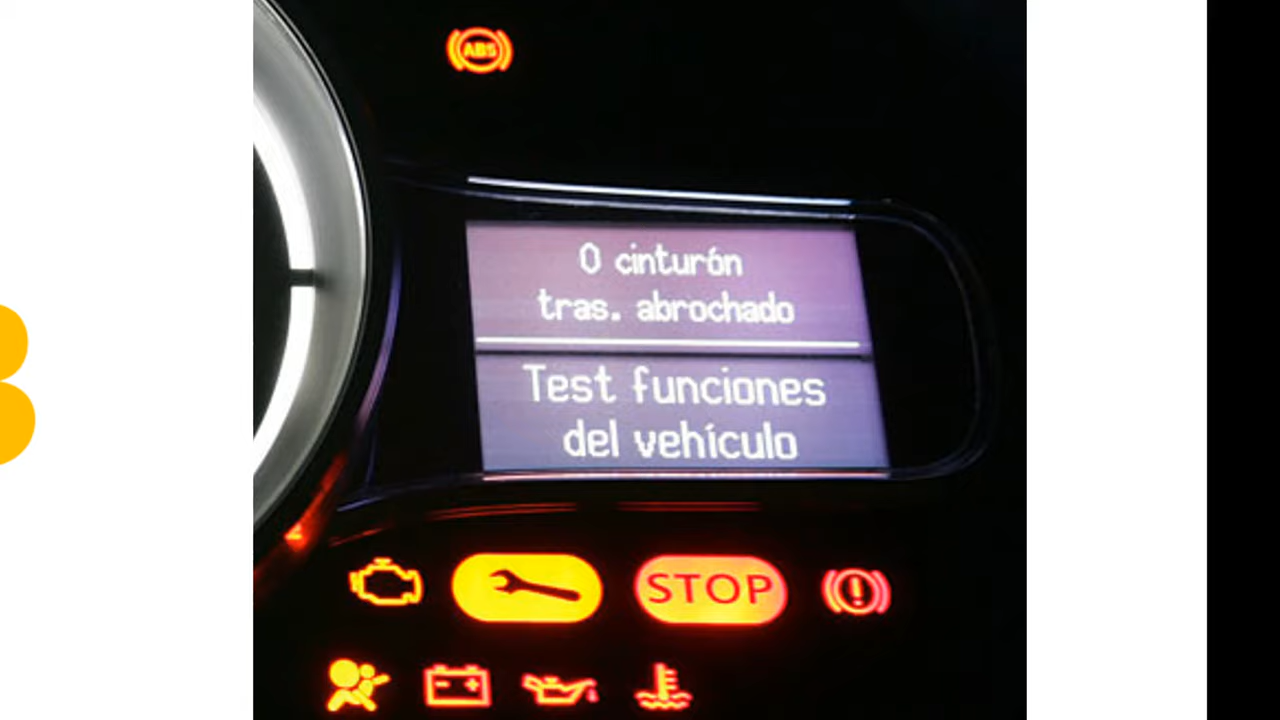 ABS
0 cinturón
tras. abrochado
Test funciones
del vehículo
STOP